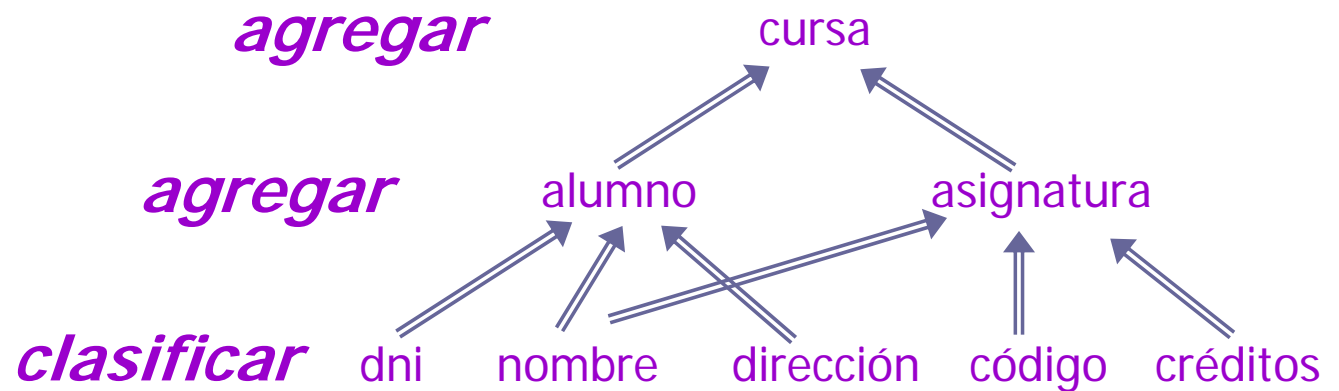 agregar cursa
agregar alumno asignatura
clasificar dni nombre dirección código créditos